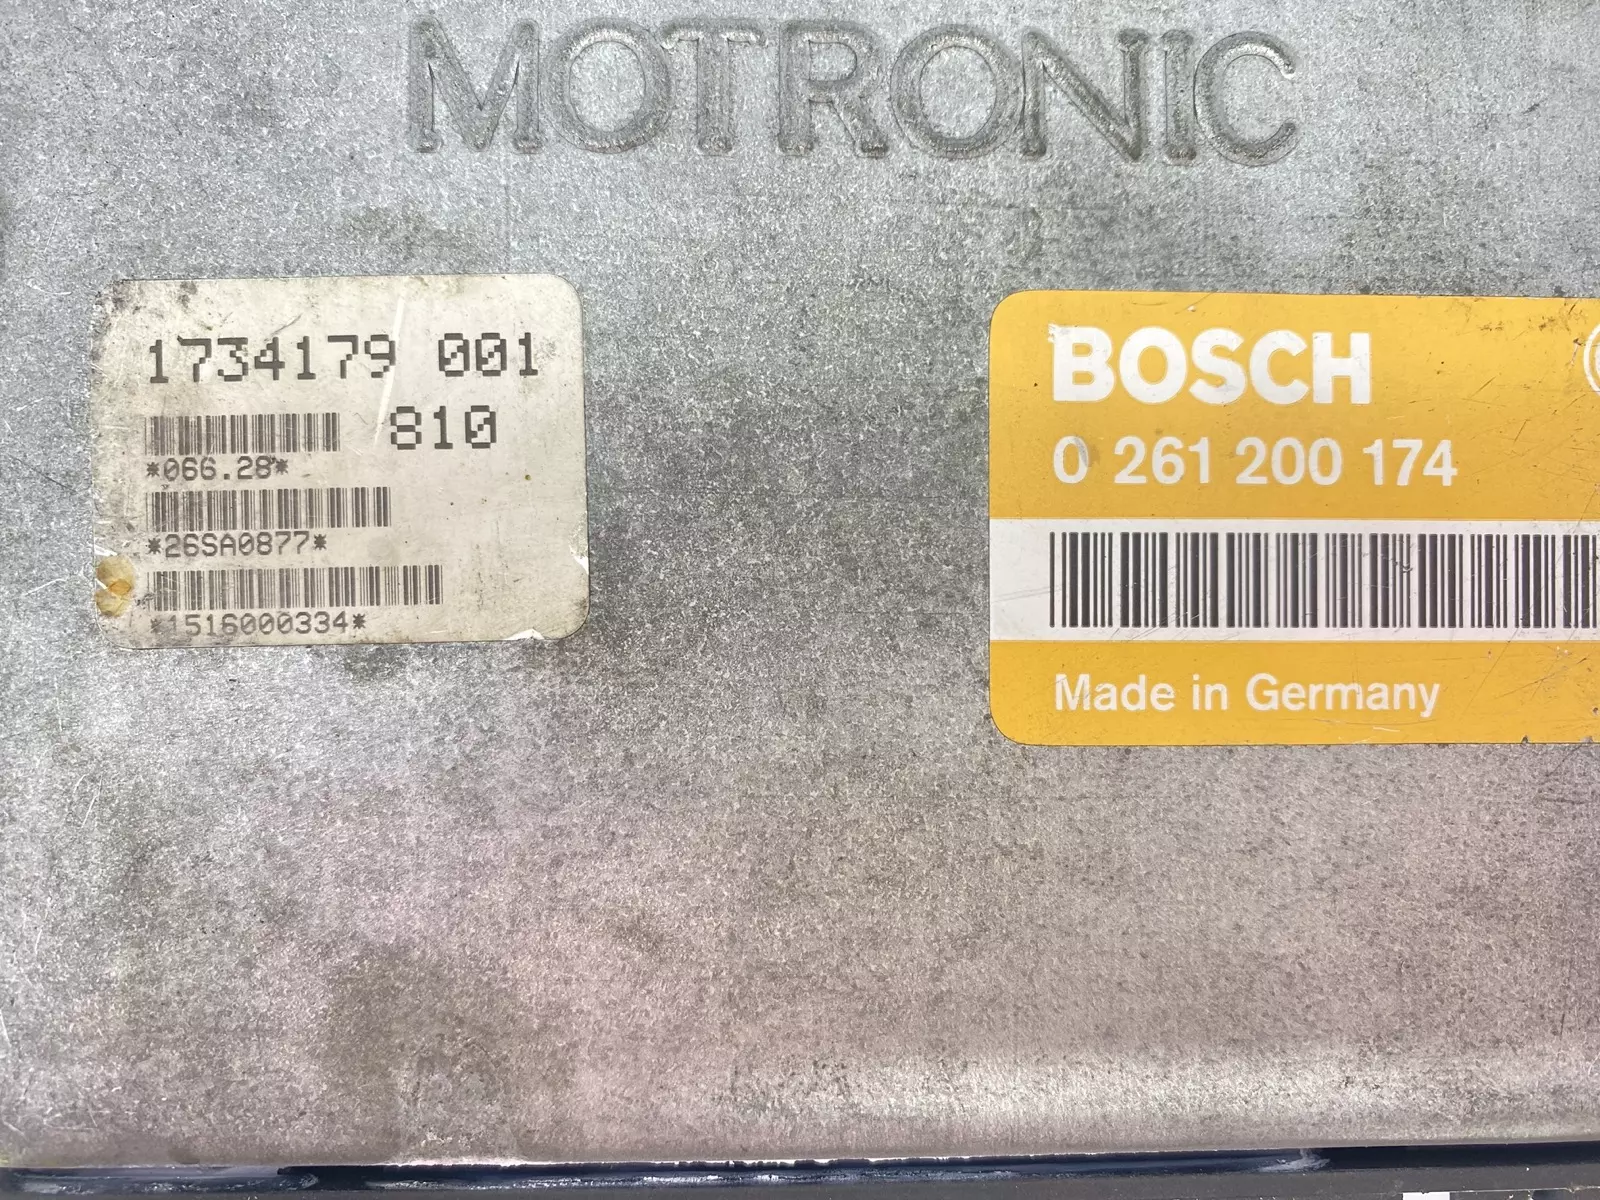 MOTRONIC
1734179 001
810
*066.28*
*26SA0877*
*1516000334*
BOSCH
0 261 200 174
Made in Germany